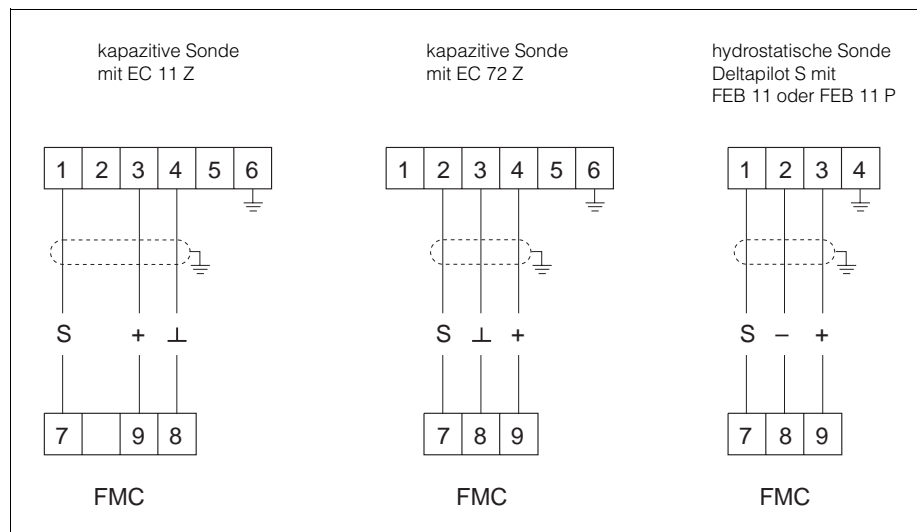 kapazitive Sonde
mit EC 11 Z
1 2 3 4 5 6
S + ⊥
7 9 8
FMC
kapazitive Sonde
mit EC 72 Z
1 2 3 4 5 6
S ⊥ +
7 8 9
FMC
hydrostatische Sonde
Deltapilot S mit
FEB 11 oder FEB 11 P
1 2 3 4
S – +
7 8 9
FMC